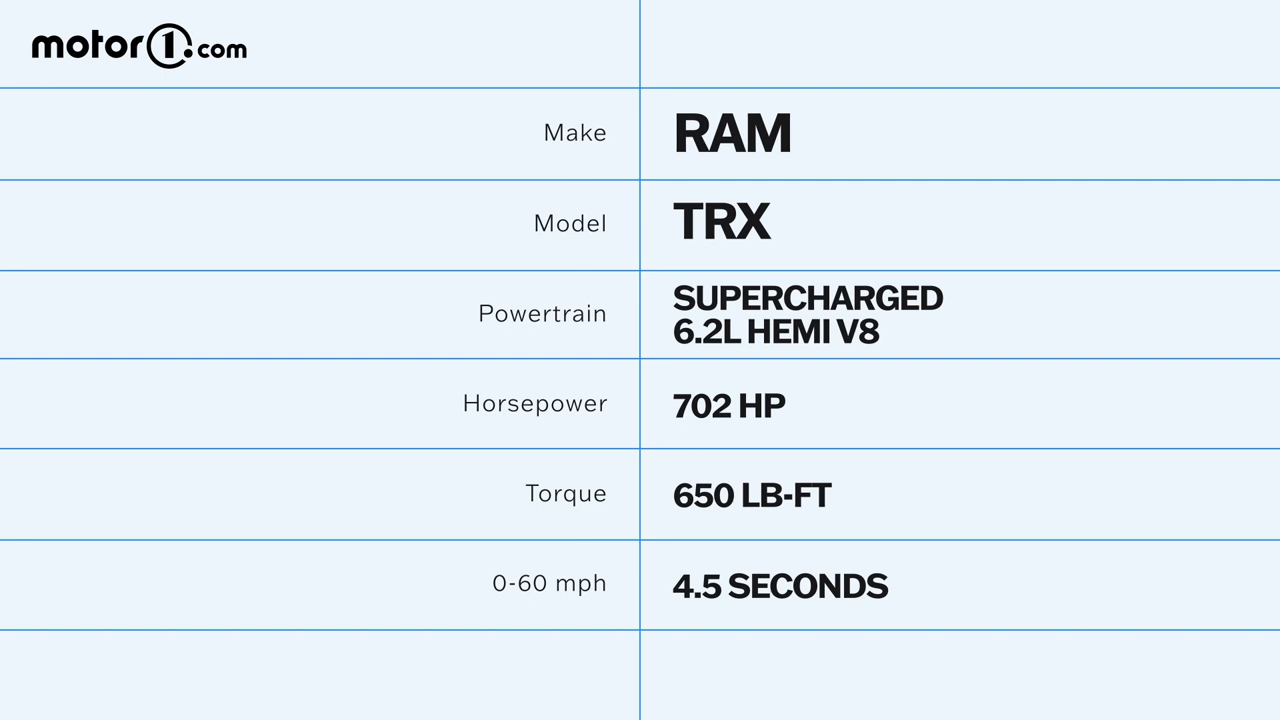 motor1.com
Make
RAM
Model
TRX
Powertrain
SUPERCHARGED
6.2L HEMI V8
Horsepower
702 HP
Torque
650 LB-FT
0-60 mph
4.5 SECONDS